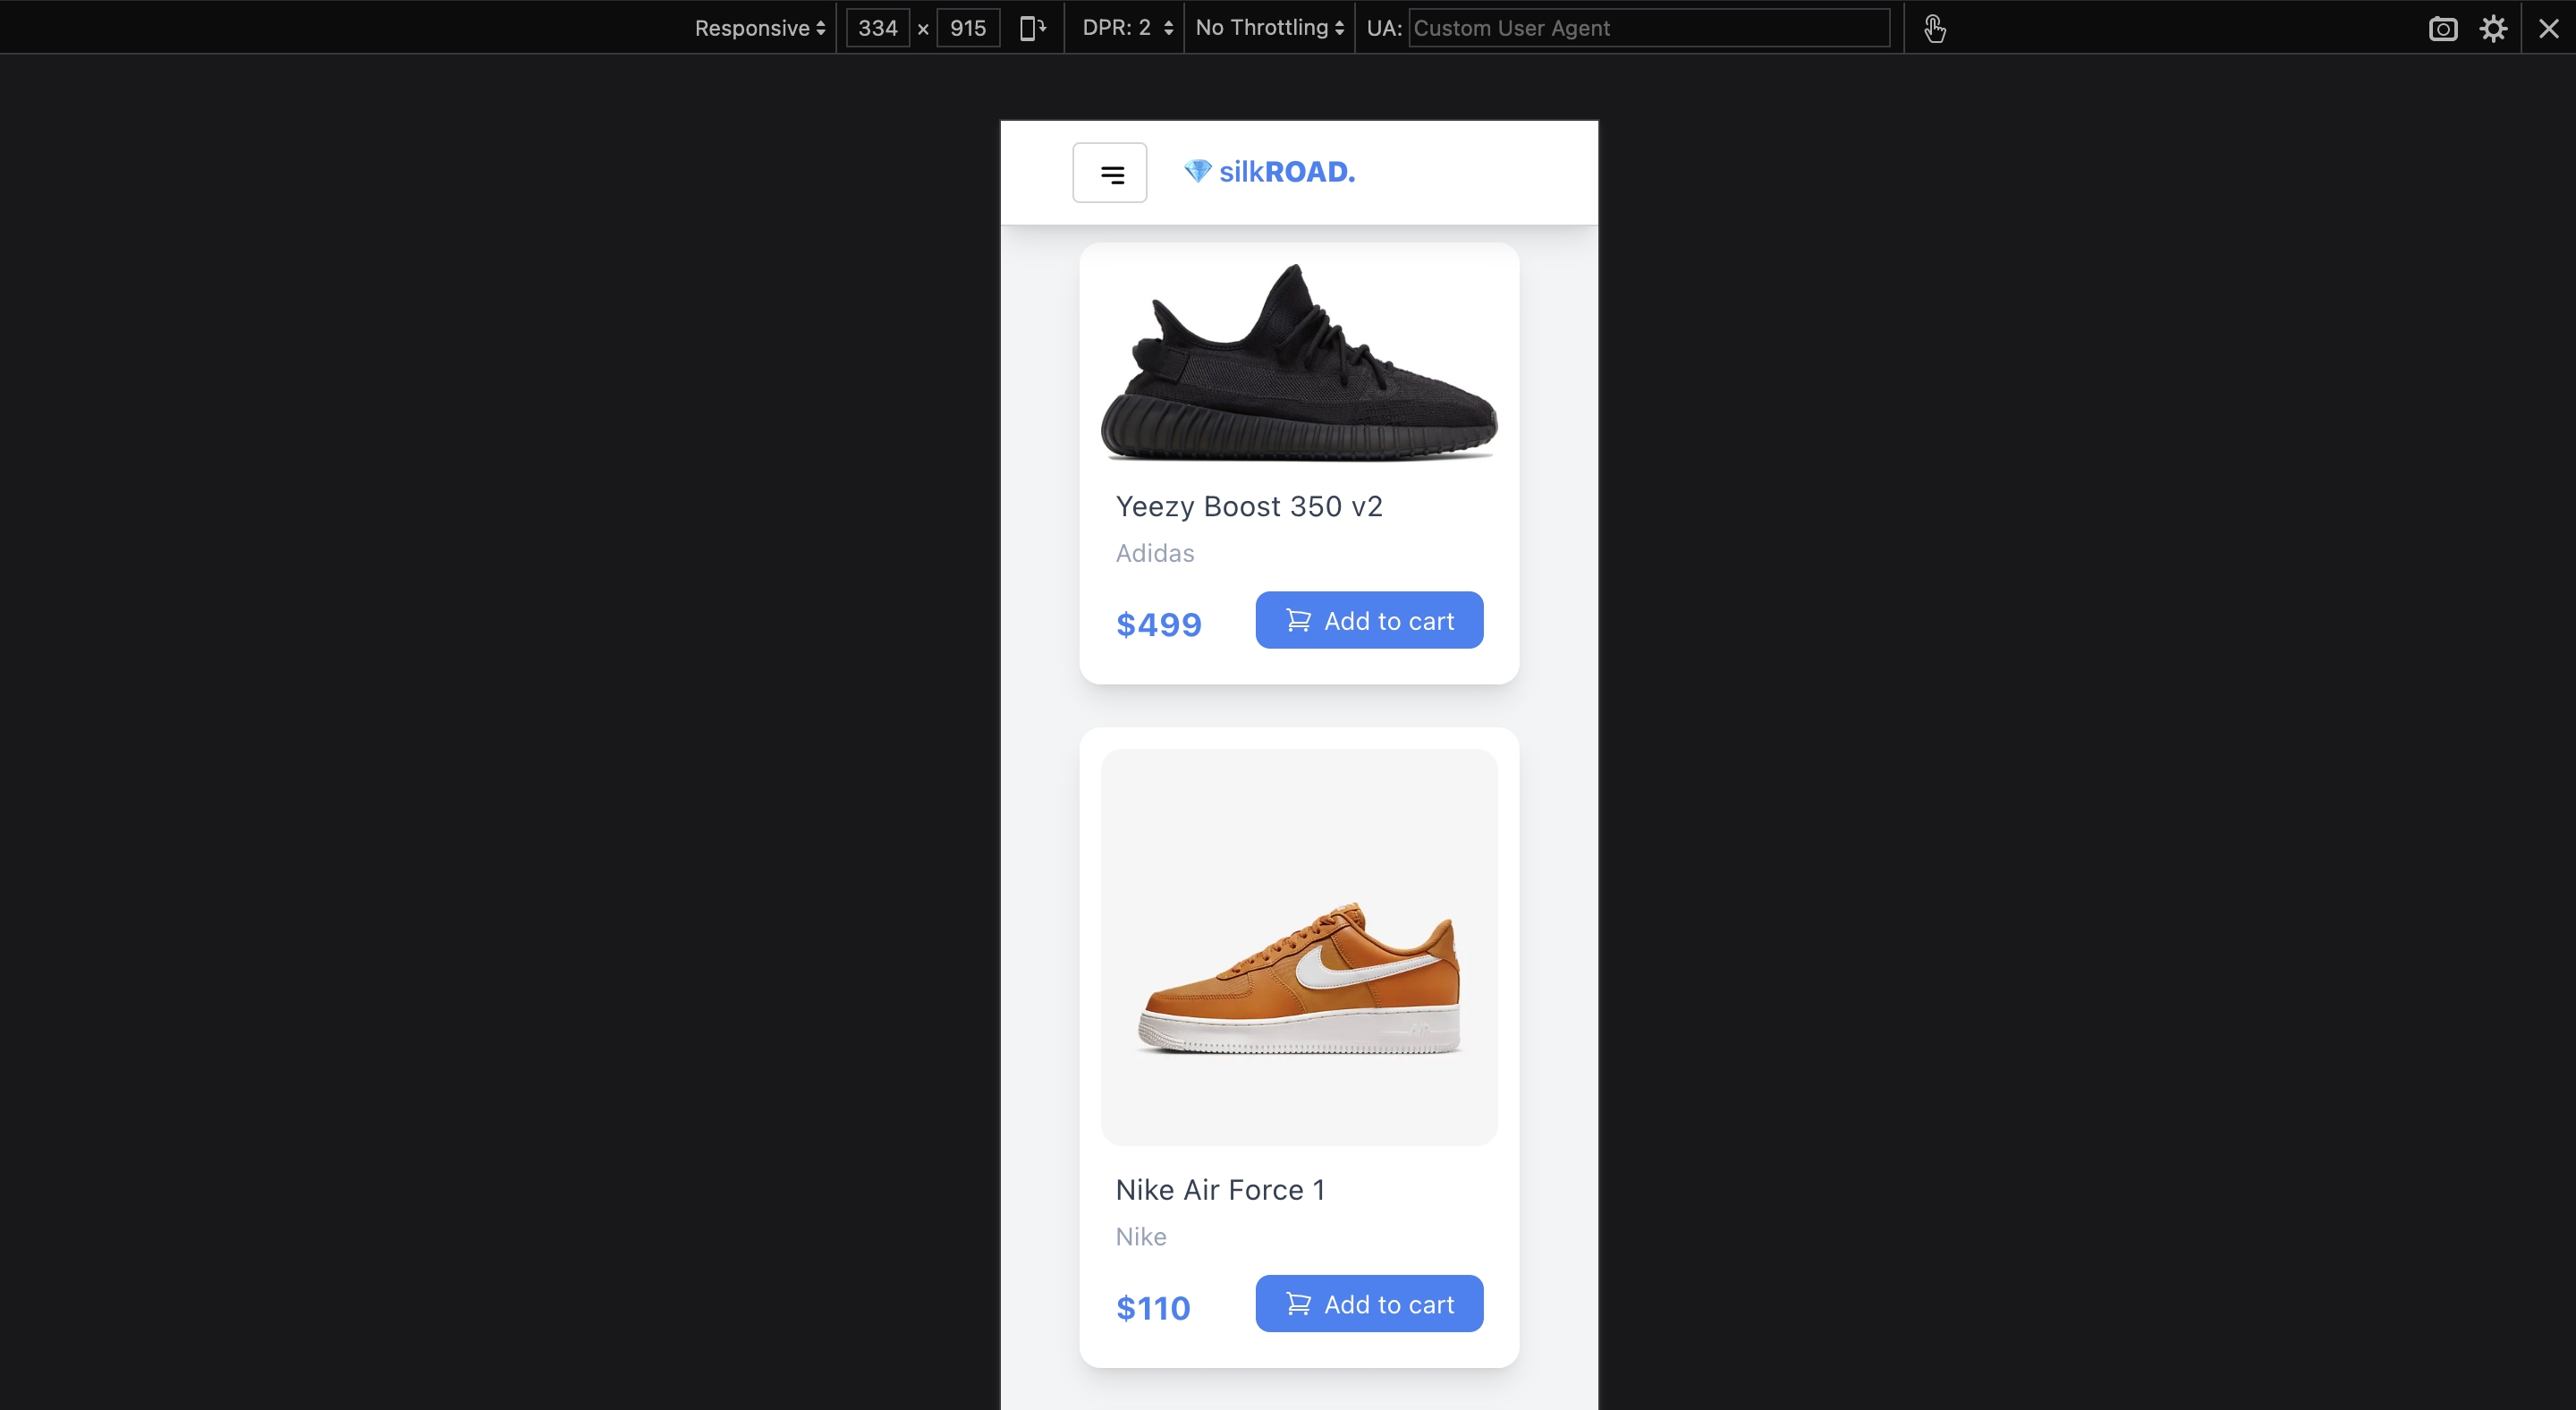 Responsive 334 × 915 DPR: 2 No Throttling UA: Custom User Agent
silkROAD.
Yeezy Boost 350 v2
Adidas
$499 Add to cart
Nike Air Force 1
Nike
$110 Add to cart